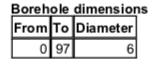 Borehole dimensions
From To Diameter
0 97 6